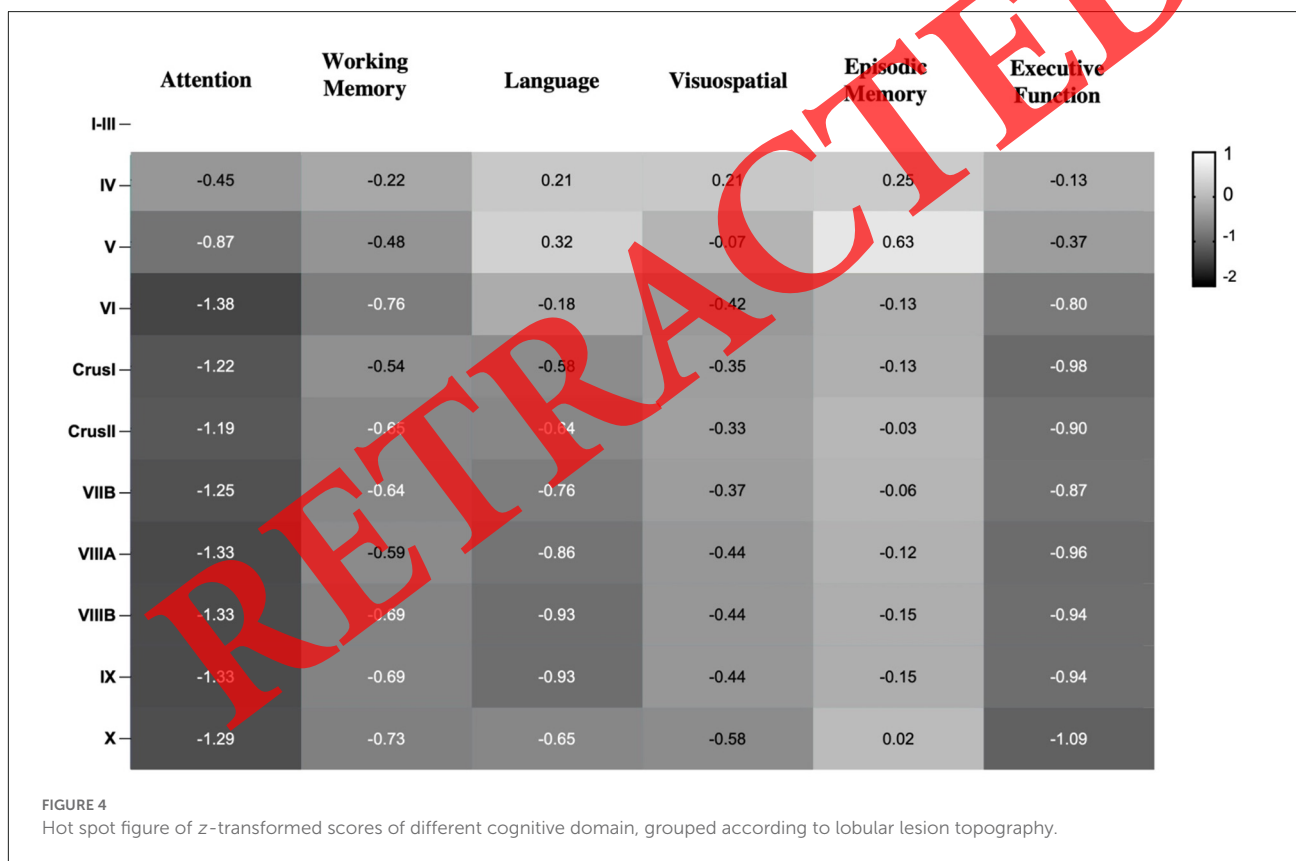 Attention Working Memory Language Visuospatial Episodic Memory Executive Function
I-III
IV -0.45 -0.22 0.21 0.21 0.25 -0.13 1
V -0.87 -0.48 0.32 -0.07 0.63 -0.37 0
VI -1.38 -0.76 -0.18 -0.42 -0.13 -0.80 -1
CrusI -1.22 -0.54 -0.58 -0.35 -0.13 -0.98 -2
CrusII -1.19 -0.65 -0.64 -0.33 -0.03 -0.90
VIIB -1.25 -0.64 -0.76 -0.37 -0.06 -0.87
VIIIA -1.33 -0.59 -0.86 -0.44 -0.12 -0.96
VIIIB -1.33 -0.69 -0.93 -0.44 -0.15 -0.94
IX -1.33 -0.69 -0.93 -0.44 -0.15 -0.94
X -1.29 -0.73 -0.65 -0.58 0.02 -1.09
RETRACTED
FIGURE 4
Hot spot figure of z-transformed scores of different cognitive domain, grouped according to lobular lesion topography.